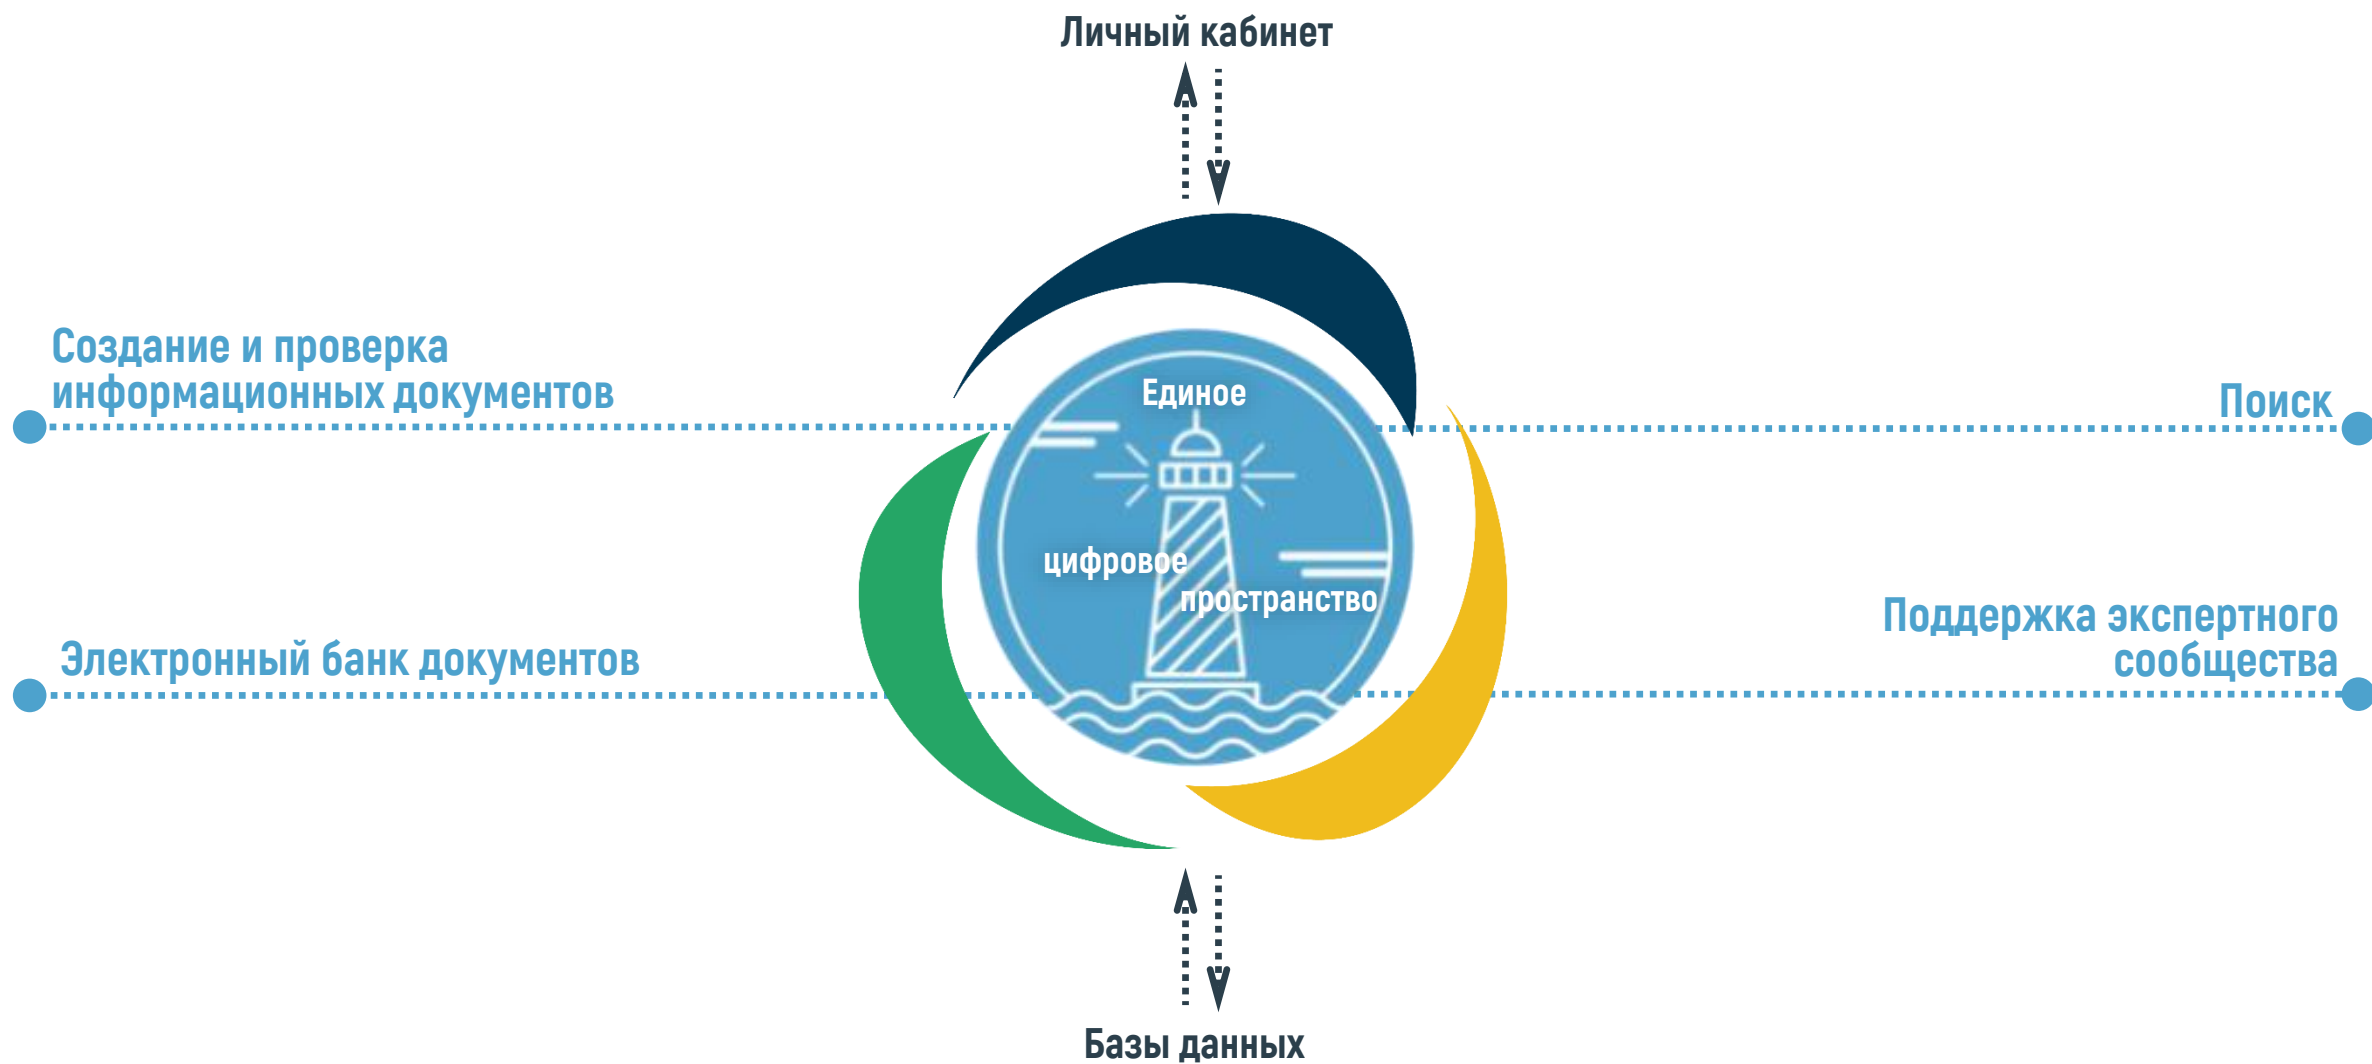 Личный кабинет
Создание и проверка
информационных документов
Поиск
Единое
цифровое
пространство
Электронный банк документов
Поддержка экспертного
сообщества
Базы данных